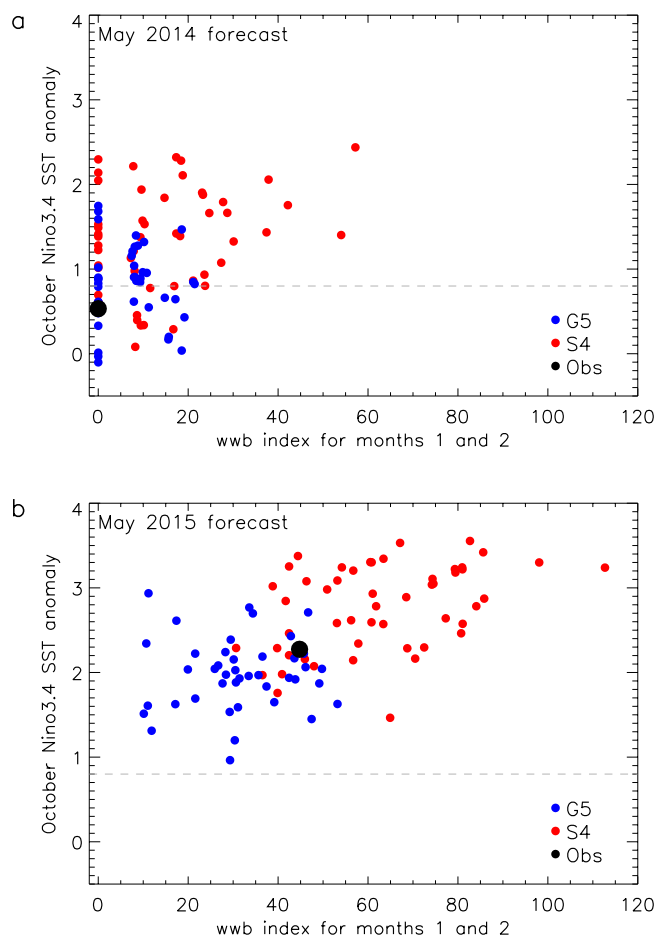 a
May 2014 forecast
October Nino3.4 SST anomaly
4
3
2
1
0
G5
S4
Obs
0 20 40 60 80 100 120
wwb index for months 1 and 2
b
May 2015 forecast
October Nino3.4 SST anomaly
4
3
2
1
0
G5
S4
Obs
0 20 40 60 80 100 120
wwb index for months 1 and 2